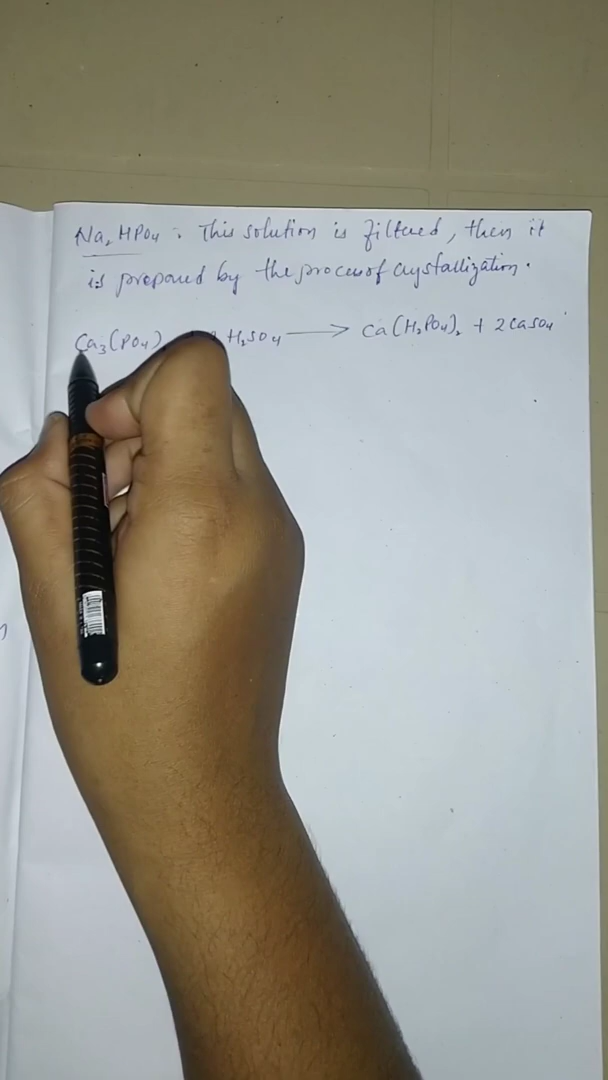 Na₂HPO₄. This solution is filtered, then it
is prepared by the process of crystallization.
Ca₃(PO₄) H₂SO₄ ⟶ Ca(H₂PO₄)₂ + 2CaSO₄